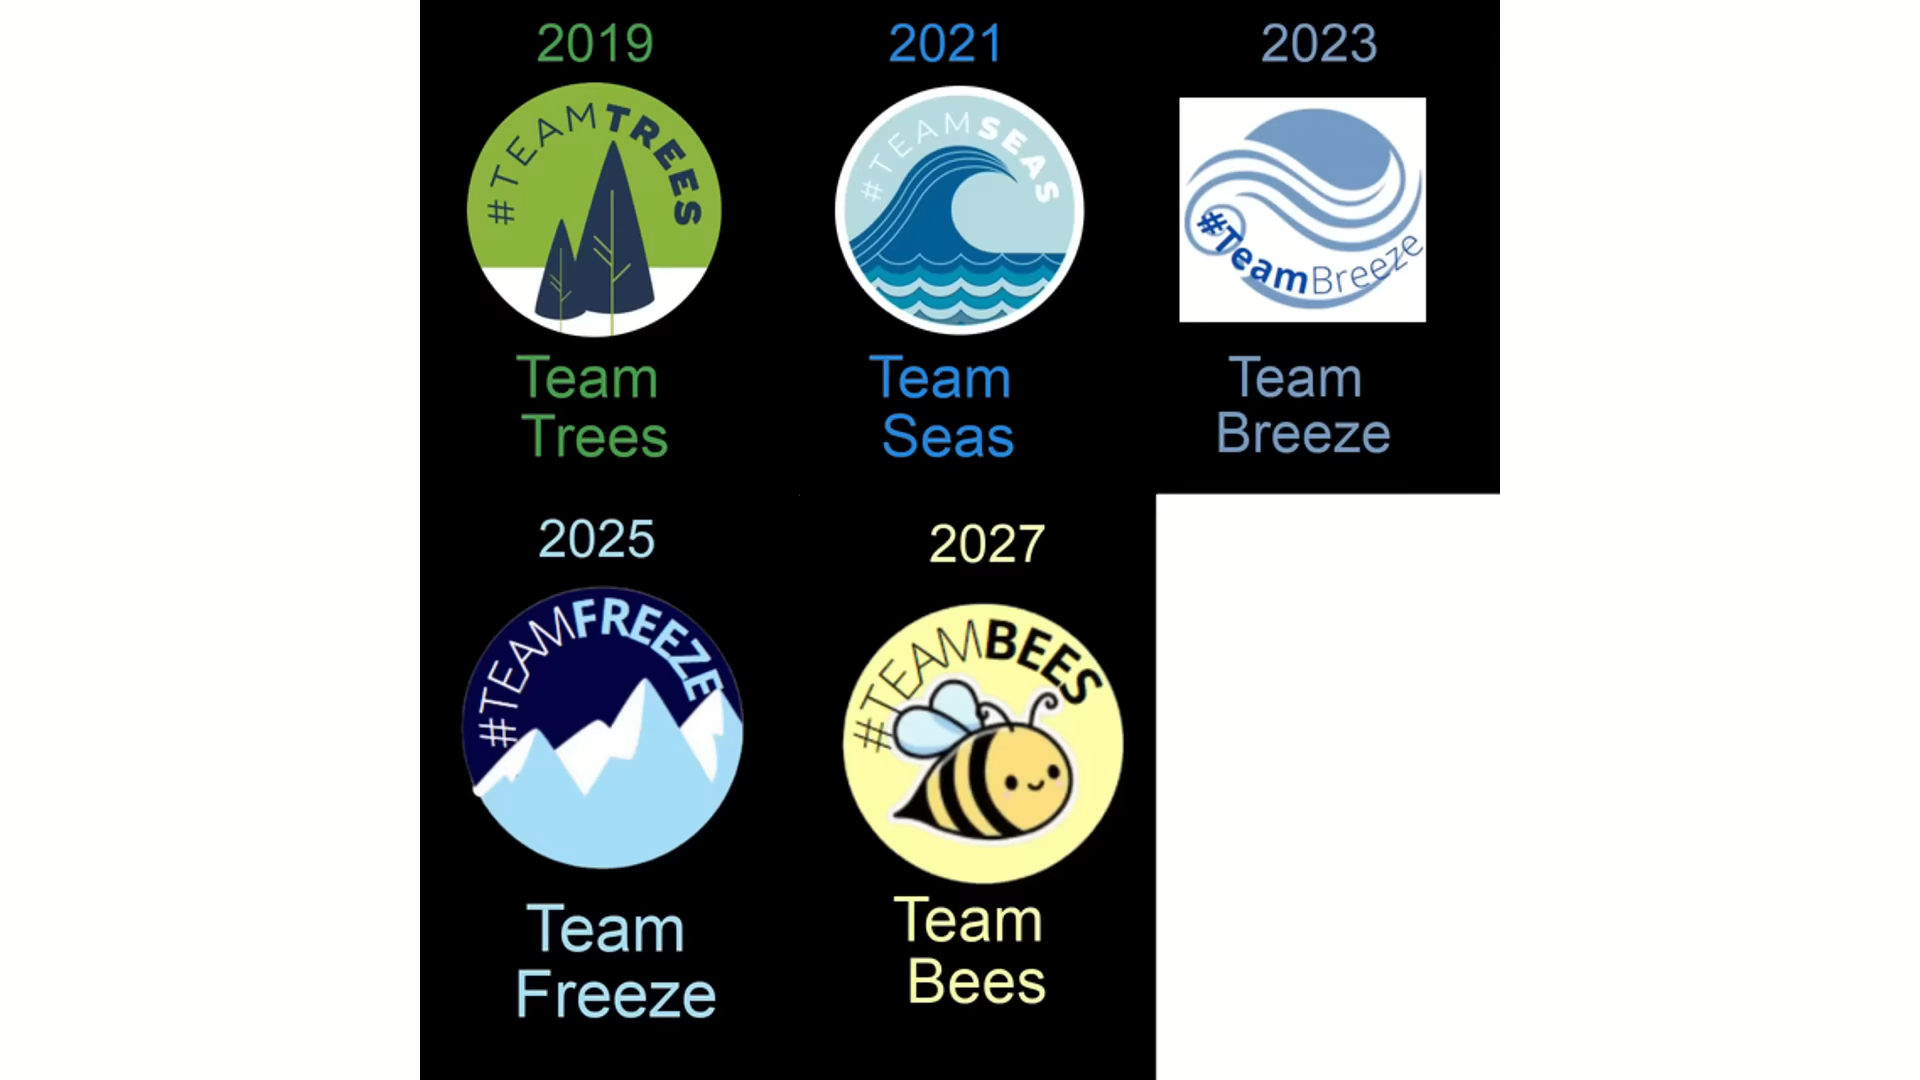 2019
#TEAMTREES
Team
Trees
2021
#TEAMSEAS
Team
Seas
2023
#TeamBreeze
Team
Breeze
2025
#TEAMFREEZE
Team
Freeze
2027
#TEAMBEES
Team
Bees